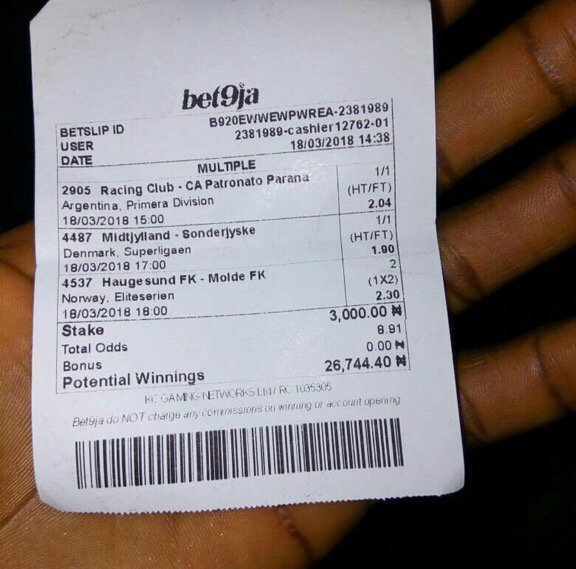 bet9ja
BETSLIP ID B920EWWEWPWREA-2381989
USER 2381989-cashier12762-01
DATE 18/03/2018 14:38
MULTIPLE
2905 Racing Club - CA Patronato Parana 1/1
Argentina, Primera Division (HT/FT)
18/03/2018 15:00 2.04
4487 Midtjylland - Sonderjyske 1/1
Denmark, Superligaen (HT/FT)
18/03/2018 17:00 1.90
4537 Haugesund FK - Molde FK 2
Norway, Eliteserien (1X2)
18/03/2018 18:00 2.30
Stake 3,000.00 ₦
Total Odds 8.91
Bonus 0.00 ₦
Potential Winnings 26,744.40 ₦
KC GAMING NETWORKS LTD/ RC 1035305
Bet9ja do NOT charge any commissions on winning or account opening